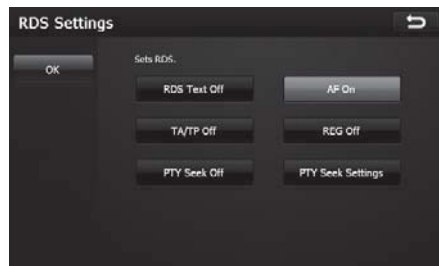 RDS Settings
OK
Sets RDS.
RDS Text Off
AF On
TA/TP Off
REG Off
PTY Seek Off
PTY Seek Settings